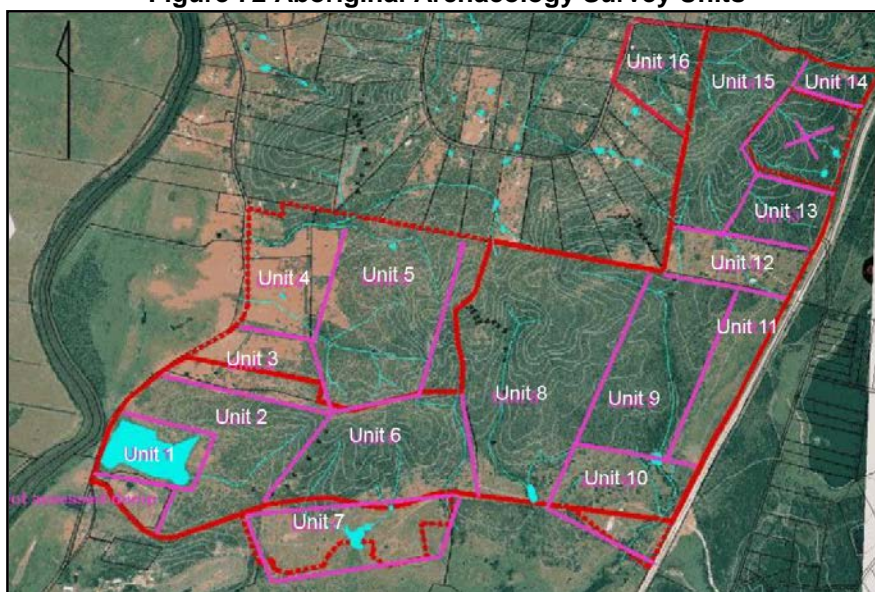 Figure 72 Aboriginal Archaeology Survey Units
Unit 16
Unit 15
Unit 14
Unit 13
Unit 12
Unit 4
Unit 5
Unit 11
Unit 3
Unit 8
Unit 9
Unit 2
Unit 6
Unit 1
Unit 10
Unit 7